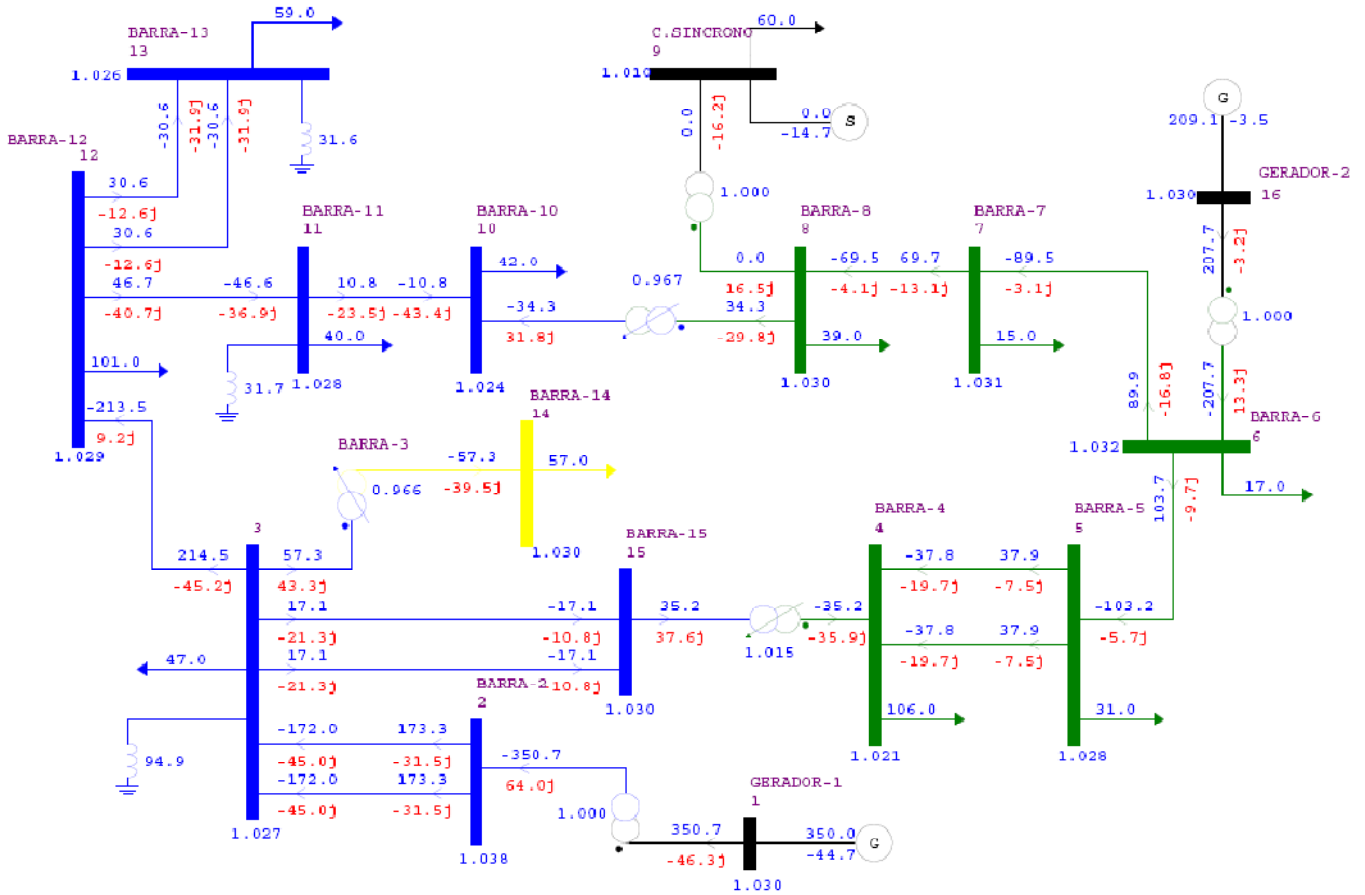 59.0
BARRA-13
13
1.026
-30.6
-31.9j
-30.6
-31.9j
31.6
C.SINCRONO
9
60.0
1.019
0.0
-16.2j
0.0
-14.7
S
1.000
G
209.1 -3.5
GERADOR-2
1.030
16
207.7
-3.2j
1.000
-207.7
13.3j
BARRA-12
12
30.6
-12.6j
30.6
-12.6j
46.7
-40.7j
101.0
-213.5
9.2j
1.029
BARRA-11
11
-46.6
-36.9j
10.8
-23.5j
40.0
31.7
1.028
BARRA-10
10
42.0
-10.8
-43.4j
-34.3
31.8j
1.024
0.967
BARRA-8
8
0.0
16.5j
34.3
-29.8j
-69.5
-4.1j
39.0
1.030
BARRA-7
7
69.7
-13.1j
-89.5
-3.1j
15.0
1.031
89.9
-16.8j
BARRA-6
6
1.032
17.0
103.7
-9.7j
BARRA-14
14
-57.3
-39.5j
57.0
1.030
BARRA-3
0.966
3
214.5
-45.2j
57.3
43.3j
17.1
-21.3j
17.1
-21.3j
47.0
94.9
-172.0
-45.0j
-172.0
-45.0j
1.027
BARRA-15
15
-17.1
-10.8j
-17.1
-10.8j
35.2
37.6j
1.030
1.015
BARRA-4
4
-35.2
-35.9j
-37.8
-19.7j
-37.8
-19.7j
106.0
1.021
BARRA-5
5
37.9
-7.5j
37.9
-7.5j
-103.2
-5.7j
31.0
1.028
BARRA-2
2
173.3
-31.5j
173.3
-31.5j
-350.7
64.0j
1.038
1.000
GERADOR-1
1
350.7
-46.3j
350.0
-44.7
G
1.030